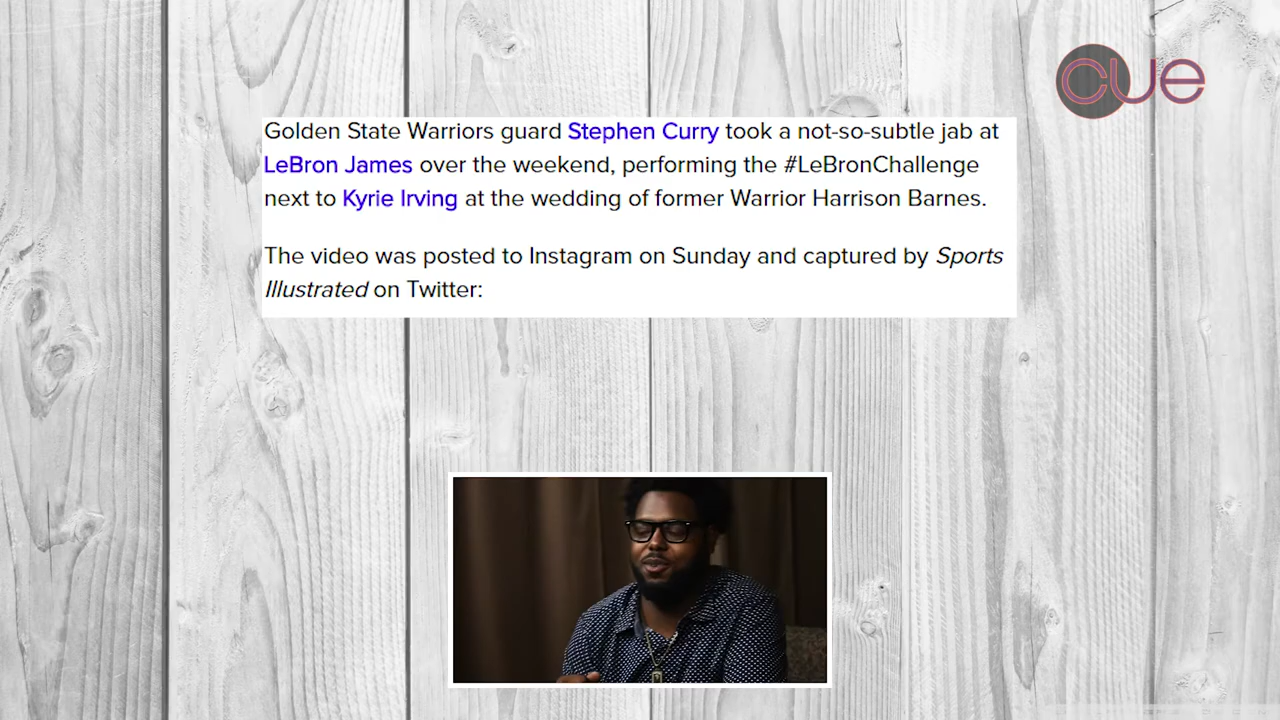 cue
Golden State Warriors guard Stephen Curry took a not-so-subtle jab at
LeBron James over the weekend, performing the #LeBronChallenge
next to Kyrie Irving at the wedding of former Warrior Harrison Barnes.
The video was posted to Instagram on Sunday and captured by Sports
Illustrated on Twitter: